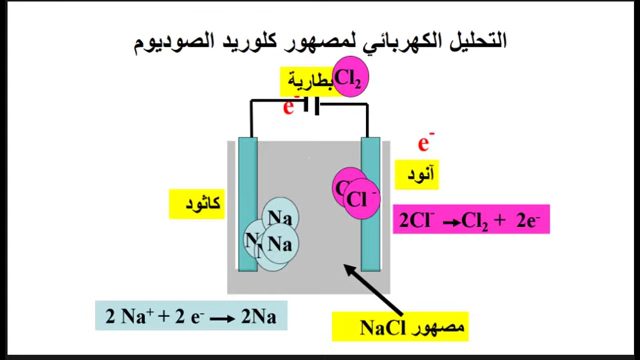 التحليل الكهربائي لمصهور كلوريد الصوديوم
Cl₂
بطارية
e⁻
e⁻
آنود
كاثود
Cl⁻
2Cl⁻ → Cl₂ + 2e⁻
Na
Na
2 Na⁺ + 2 e⁻ → 2Na
مصهور NaCl